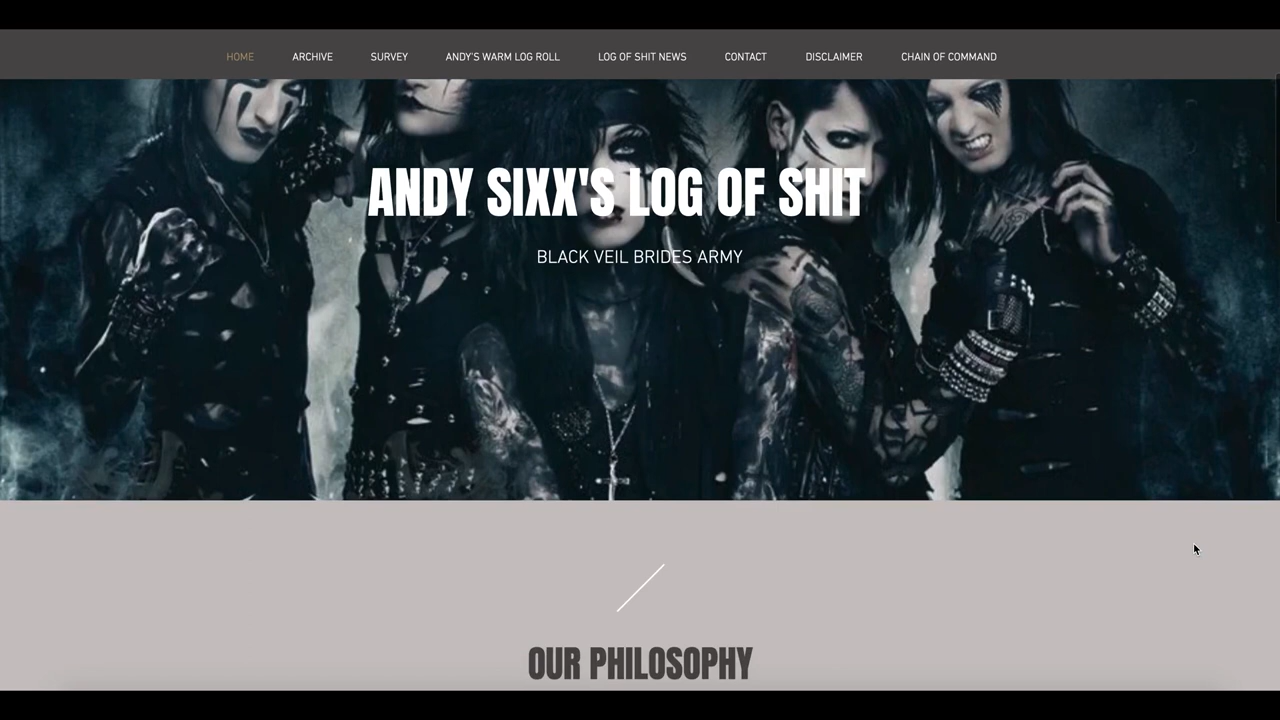 HOME ARCHIVE SURVEY ANDY'S WARM LOG ROLL LOG OF SHIT NEWS CONTACT DISCLAIMER CHAIN OF COMMAND
ANDY SIXX'S LOG OF SHIT
BLACK VEIL BRIDES ARMY
OUR PHILOSOPHY